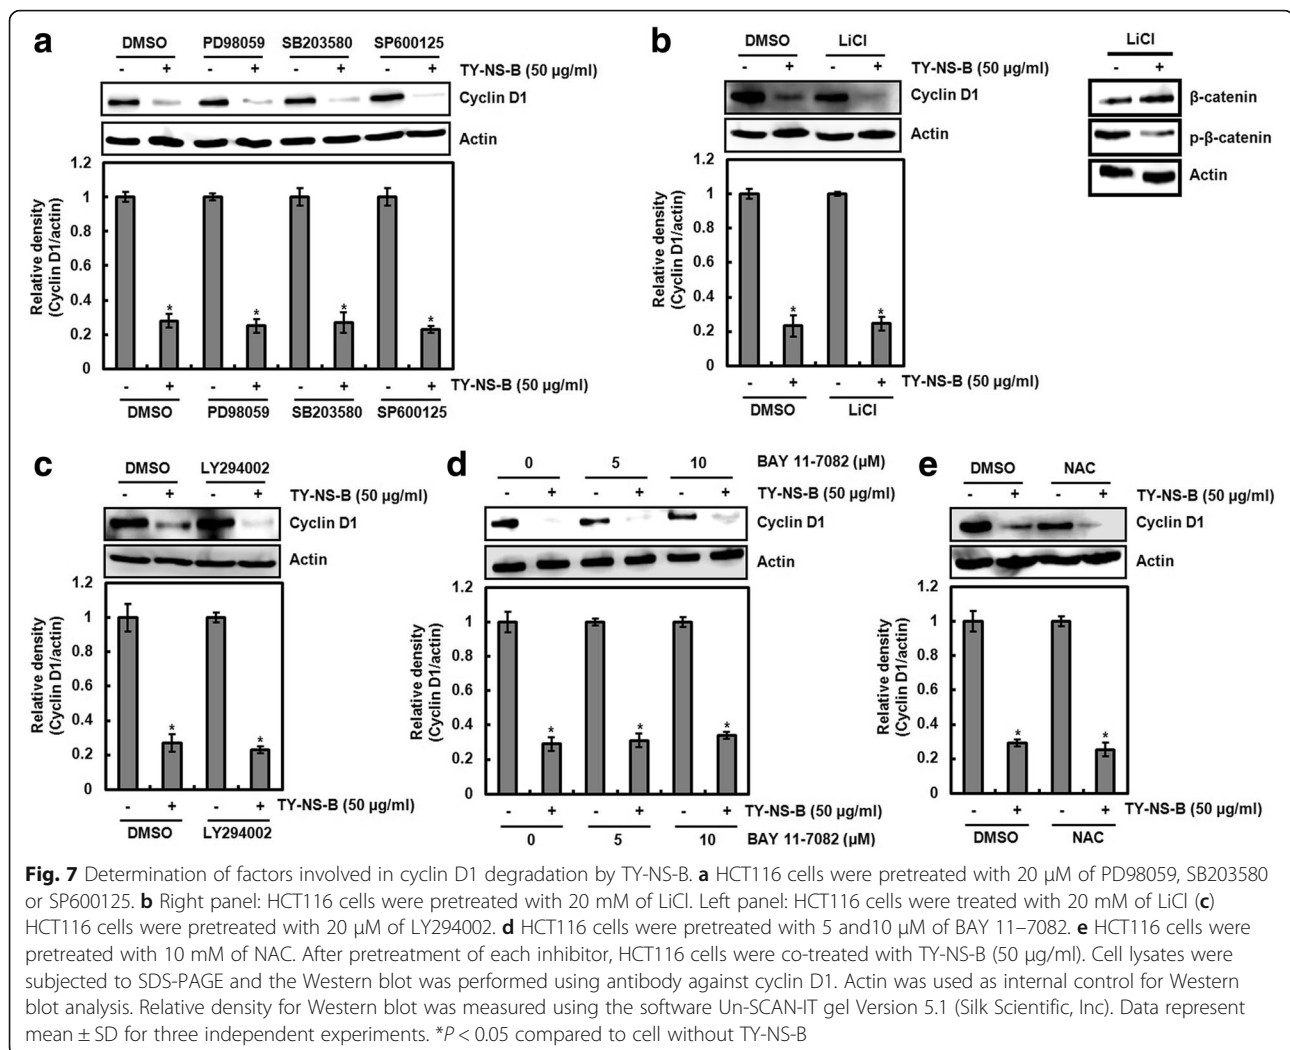 a
DMSO PD98059 SB203580 SP600125
- + - + - + - + TY-NS-B (50 µg/ml)
Cyclin D1
Actin
1.2
1
0.8
0.6
0.4
0.2
0
Relative density
(Cyclin D1/actin)
* * * *
- + - + - + - + TY-NS-B (50 µg/ml)
DMSO PD98059 SB203580 SP600125
b
DMSO LiCl
- + - + TY-NS-B (50 µg/ml)
Cyclin D1
Actin
1.2
1
0.8
0.6
0.4
0.2
0
Relative density
(Cyclin D1/actin)
* *
- + - + TY-NS-B (50 µg/ml)
DMSO LiCl
LiCl
- +
β-catenin
p-β-catenin
Actin
c
DMSO LY294002
- + - + TY-NS-B (50 µg/ml)
Cyclin D1
Actin
1.2
1
0.8
0.6
0.4
0.2
0
Relative density
(Cyclin D1/actin)
* *
- + - + TY-NS-B (50 µg/ml)
DMSO LY294002
d
0 5 10 BAY 11-7082 (µM)
- + - + - + TY-NS-B (50 µg/ml)
Cyclin D1
Actin
1.2
1
0.8
0.6
0.4
0.2
0
Relative density
(Cyclin D1/actin)
* * *
- + - + - + TY-NS-B (50 µg/ml)
0 5 10 BAY 11-7082 (µM)
e
DMSO NAC
- + - + TY-NS-B (50 µg/ml)
Cyclin D1
Actin
1.2
1
0.8
0.6
0.4
0.2
0
Relative density
(Cyclin D1/actin)
* *
- + - + TY-NS-B (50 µg/ml)
DMSO NAC
Fig. 7 Determination of factors involved in cyclin D1 degradation by TY-NS-B. a HCT116 cells were pretreated with 20 µM of PD98059, SB203580
or SP600125. b Right panel: HCT116 cells were pretreated with 20 mM of LiCl. Left panel: HCT116 cells were treated with 20 mM of LiCl (c)
HCT116 cells were pretreated with 20 µM of LY294002. d HCT116 cells were pretreated with 5 and10 µM of BAY 11–7082. e HCT116 cells were
pretreated with 10 mM of NAC. After pretreatment of each inhibitor, HCT116 cells were co-treated with TY-NS-B (50 µg/ml). Cell lysates were
subjected to SDS-PAGE and the Western blot was performed using antibody against cyclin D1. Actin was used as internal control for Western
blot analysis. Relative density for Western blot was measured using the software Un-SCAN-IT gel Version 5.1 (Silk Scientific, Inc). Data represent
mean ± SD for three independent experiments. *P < 0.05 compared to cell without TY-NS-B